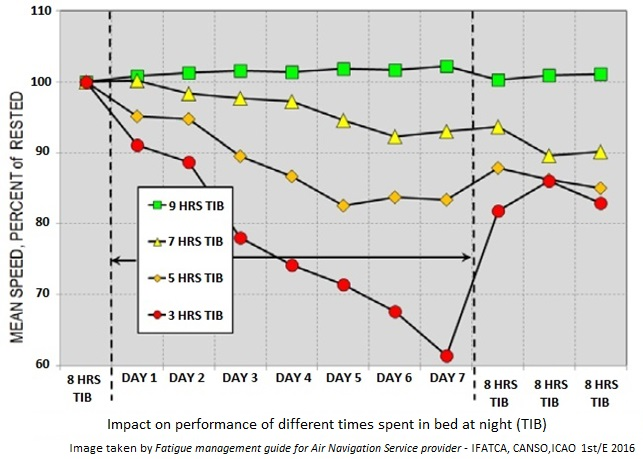 110
100
90
80
70
60
MEAN SPEED, PERCENT of RESTED
9 HRS TIB
7 HRS TIB
5 HRS TIB
3 HRS TIB
8 HRS TIB
DAY 1
DAY 2
DAY 3
DAY 4
DAY 5
DAY 6
DAY 7
8 HRS TIB
8 HRS TIB
8 HRS TIB
Impact on performance of different times spent in bed at night (TIB)
Image taken by Fatigue management guide for Air Navigation Service provider - IFATCA, CANSO,ICAO 1st/E 2016